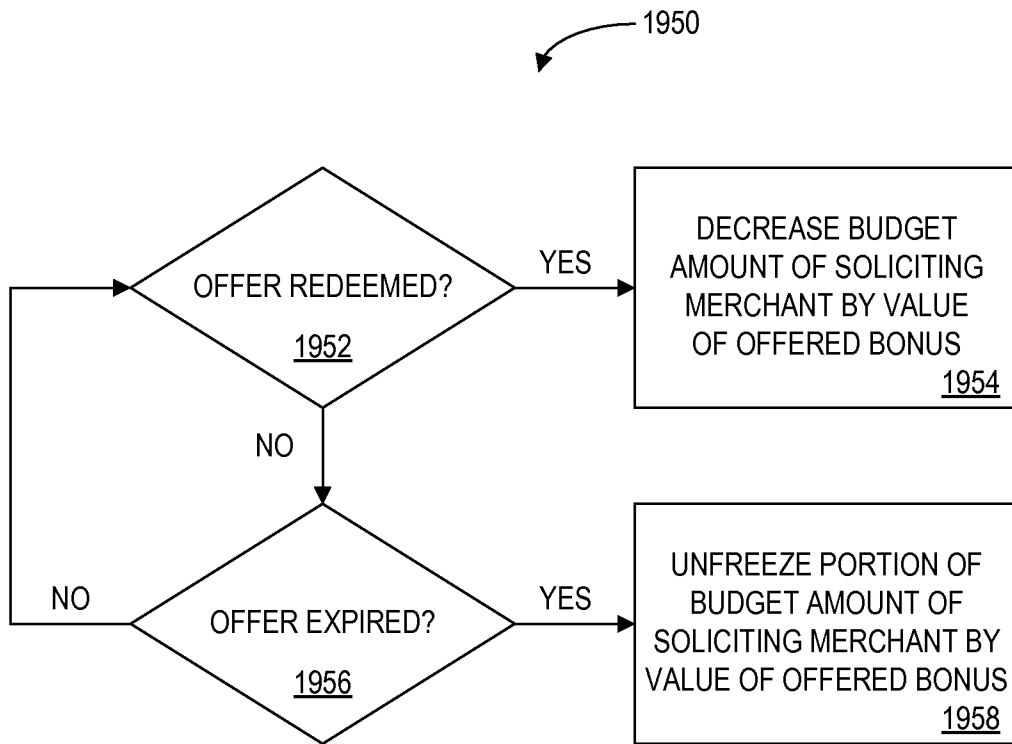 1950
OFFER REDEEMED?
1952
YES
DECREASE BUDGET
AMOUNT OF SOLICITING
MERCHANT BY VALUE
OF OFFERED BONUS
1954
NO
OFFER EXPIRED?
1956
NO
YES
UNFREEZE PORTION OF
BUDGET AMOUNT OF
SOLICITING MERCHANT BY
VALUE OF OFFERED BONUS
1958